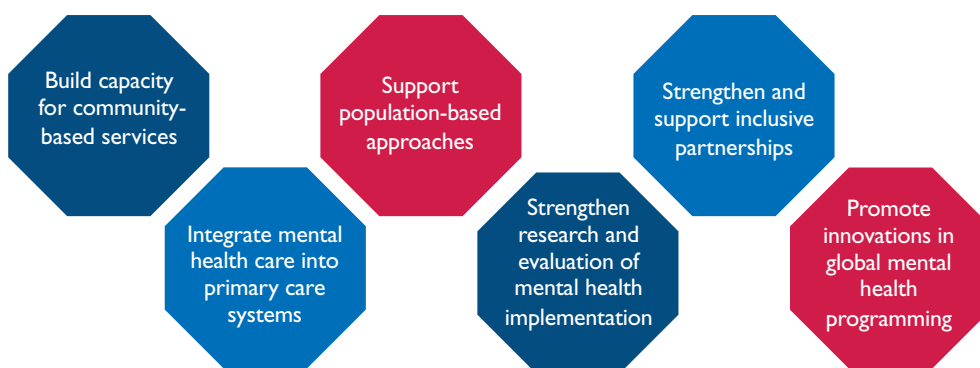 Build capacity
for community-
based services
Integrate mental
health care into
primary care
systems
Support
population-based
approaches
Strengthen
research and
evaluation of
mental health
implementation
Strengthen and
support inclusive
partnerships
Promote
innovations in
global mental
health
programming